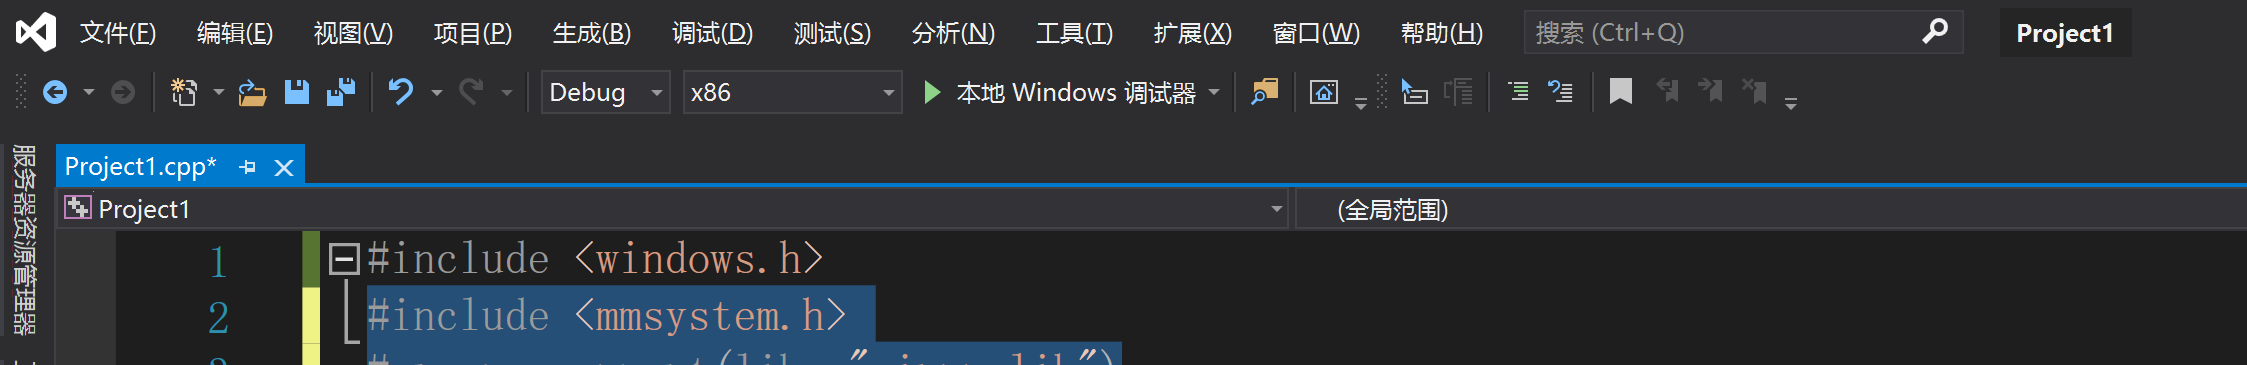 文件(F) 编辑(E) 视图(V) 项目(P) 生成(B) 调试(D) 测试(S) 分析(N) 工具(T) 扩展(X) 窗口(W) 帮助(H) 搜索 (Ctrl+Q) Project1
Debug x86 本地 Windows 调试器
服务器资源管理器
Project1.cpp*
Project1 (全局范围)
1 #include <windows.h>
2 #include <mmsystem.h>